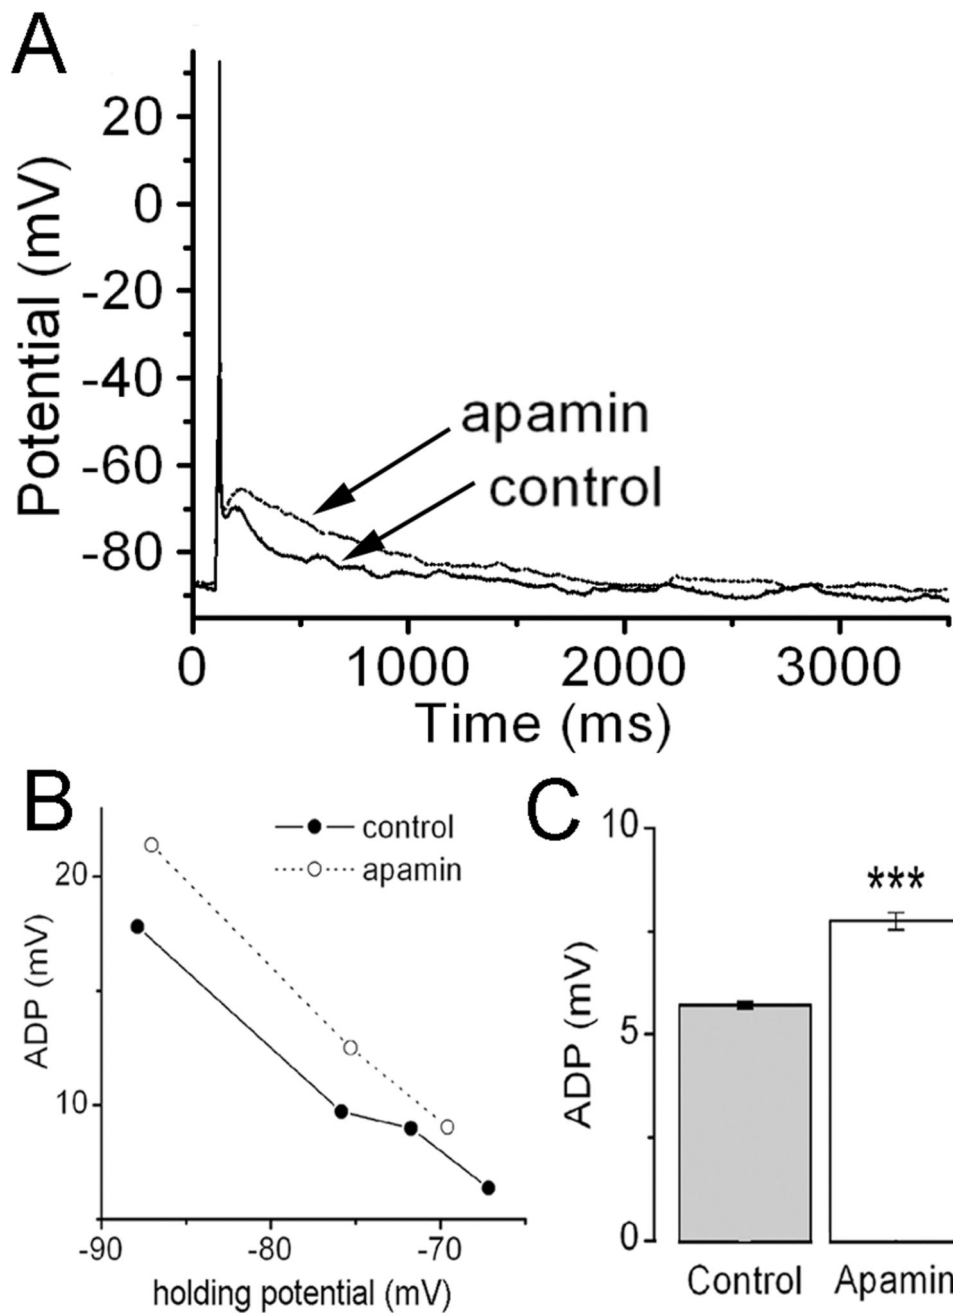 A
Potential (mV)
20
0
-20
-40
-60
-80
apamin
control
0 1000 2000 3000
Time (ms)
B
control
apamin
ADP (mV)
20
10
-90 -80 -70
holding potential (mV)
C
***
ADP (mV)
10
5
0
Control Apamin